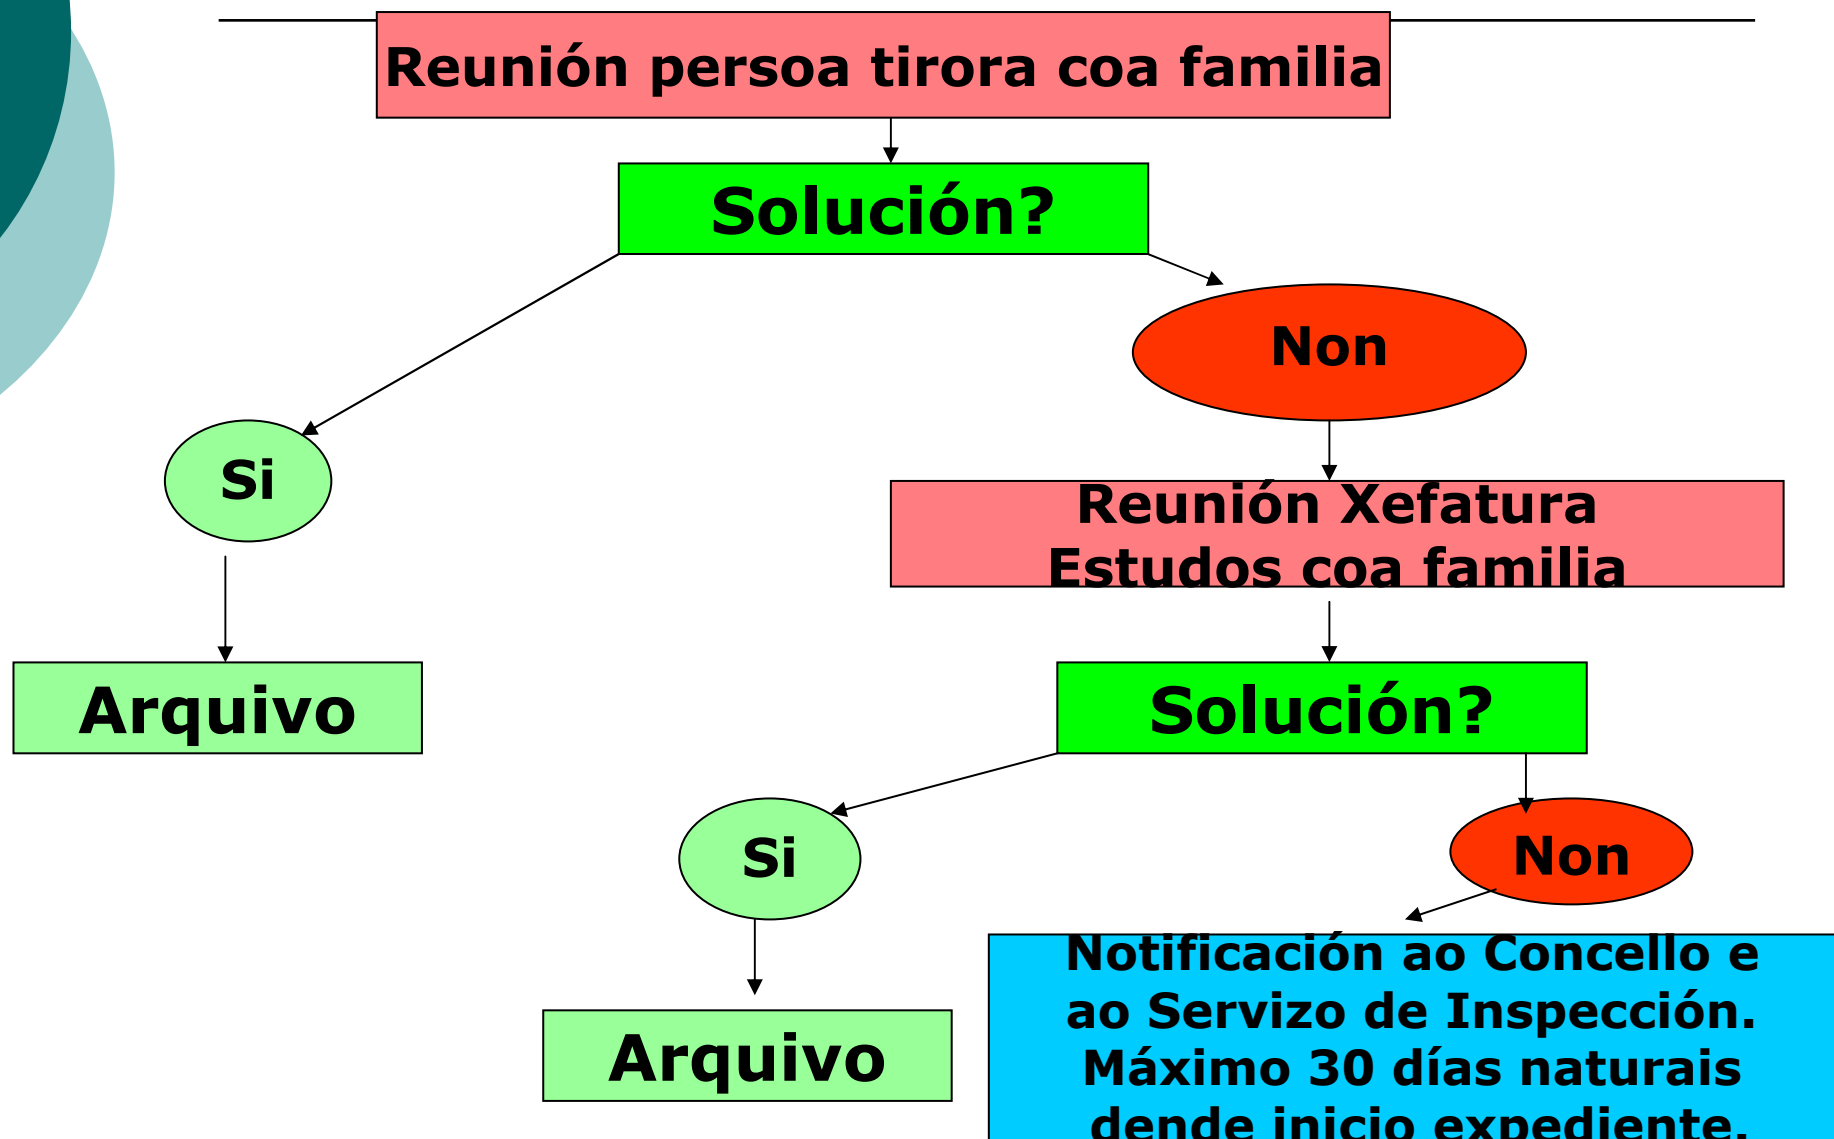 Reunión persoa tirora coa familia
Solución?
Non
Si
Reunión Xefatura
Estudos coa familia
Arquivo
Solución?
Si
Non
Notificación ao Concello e
ao Servizo de Inspección.
Máximo 30 días naturais
dende inicio expediente.
Arquivo